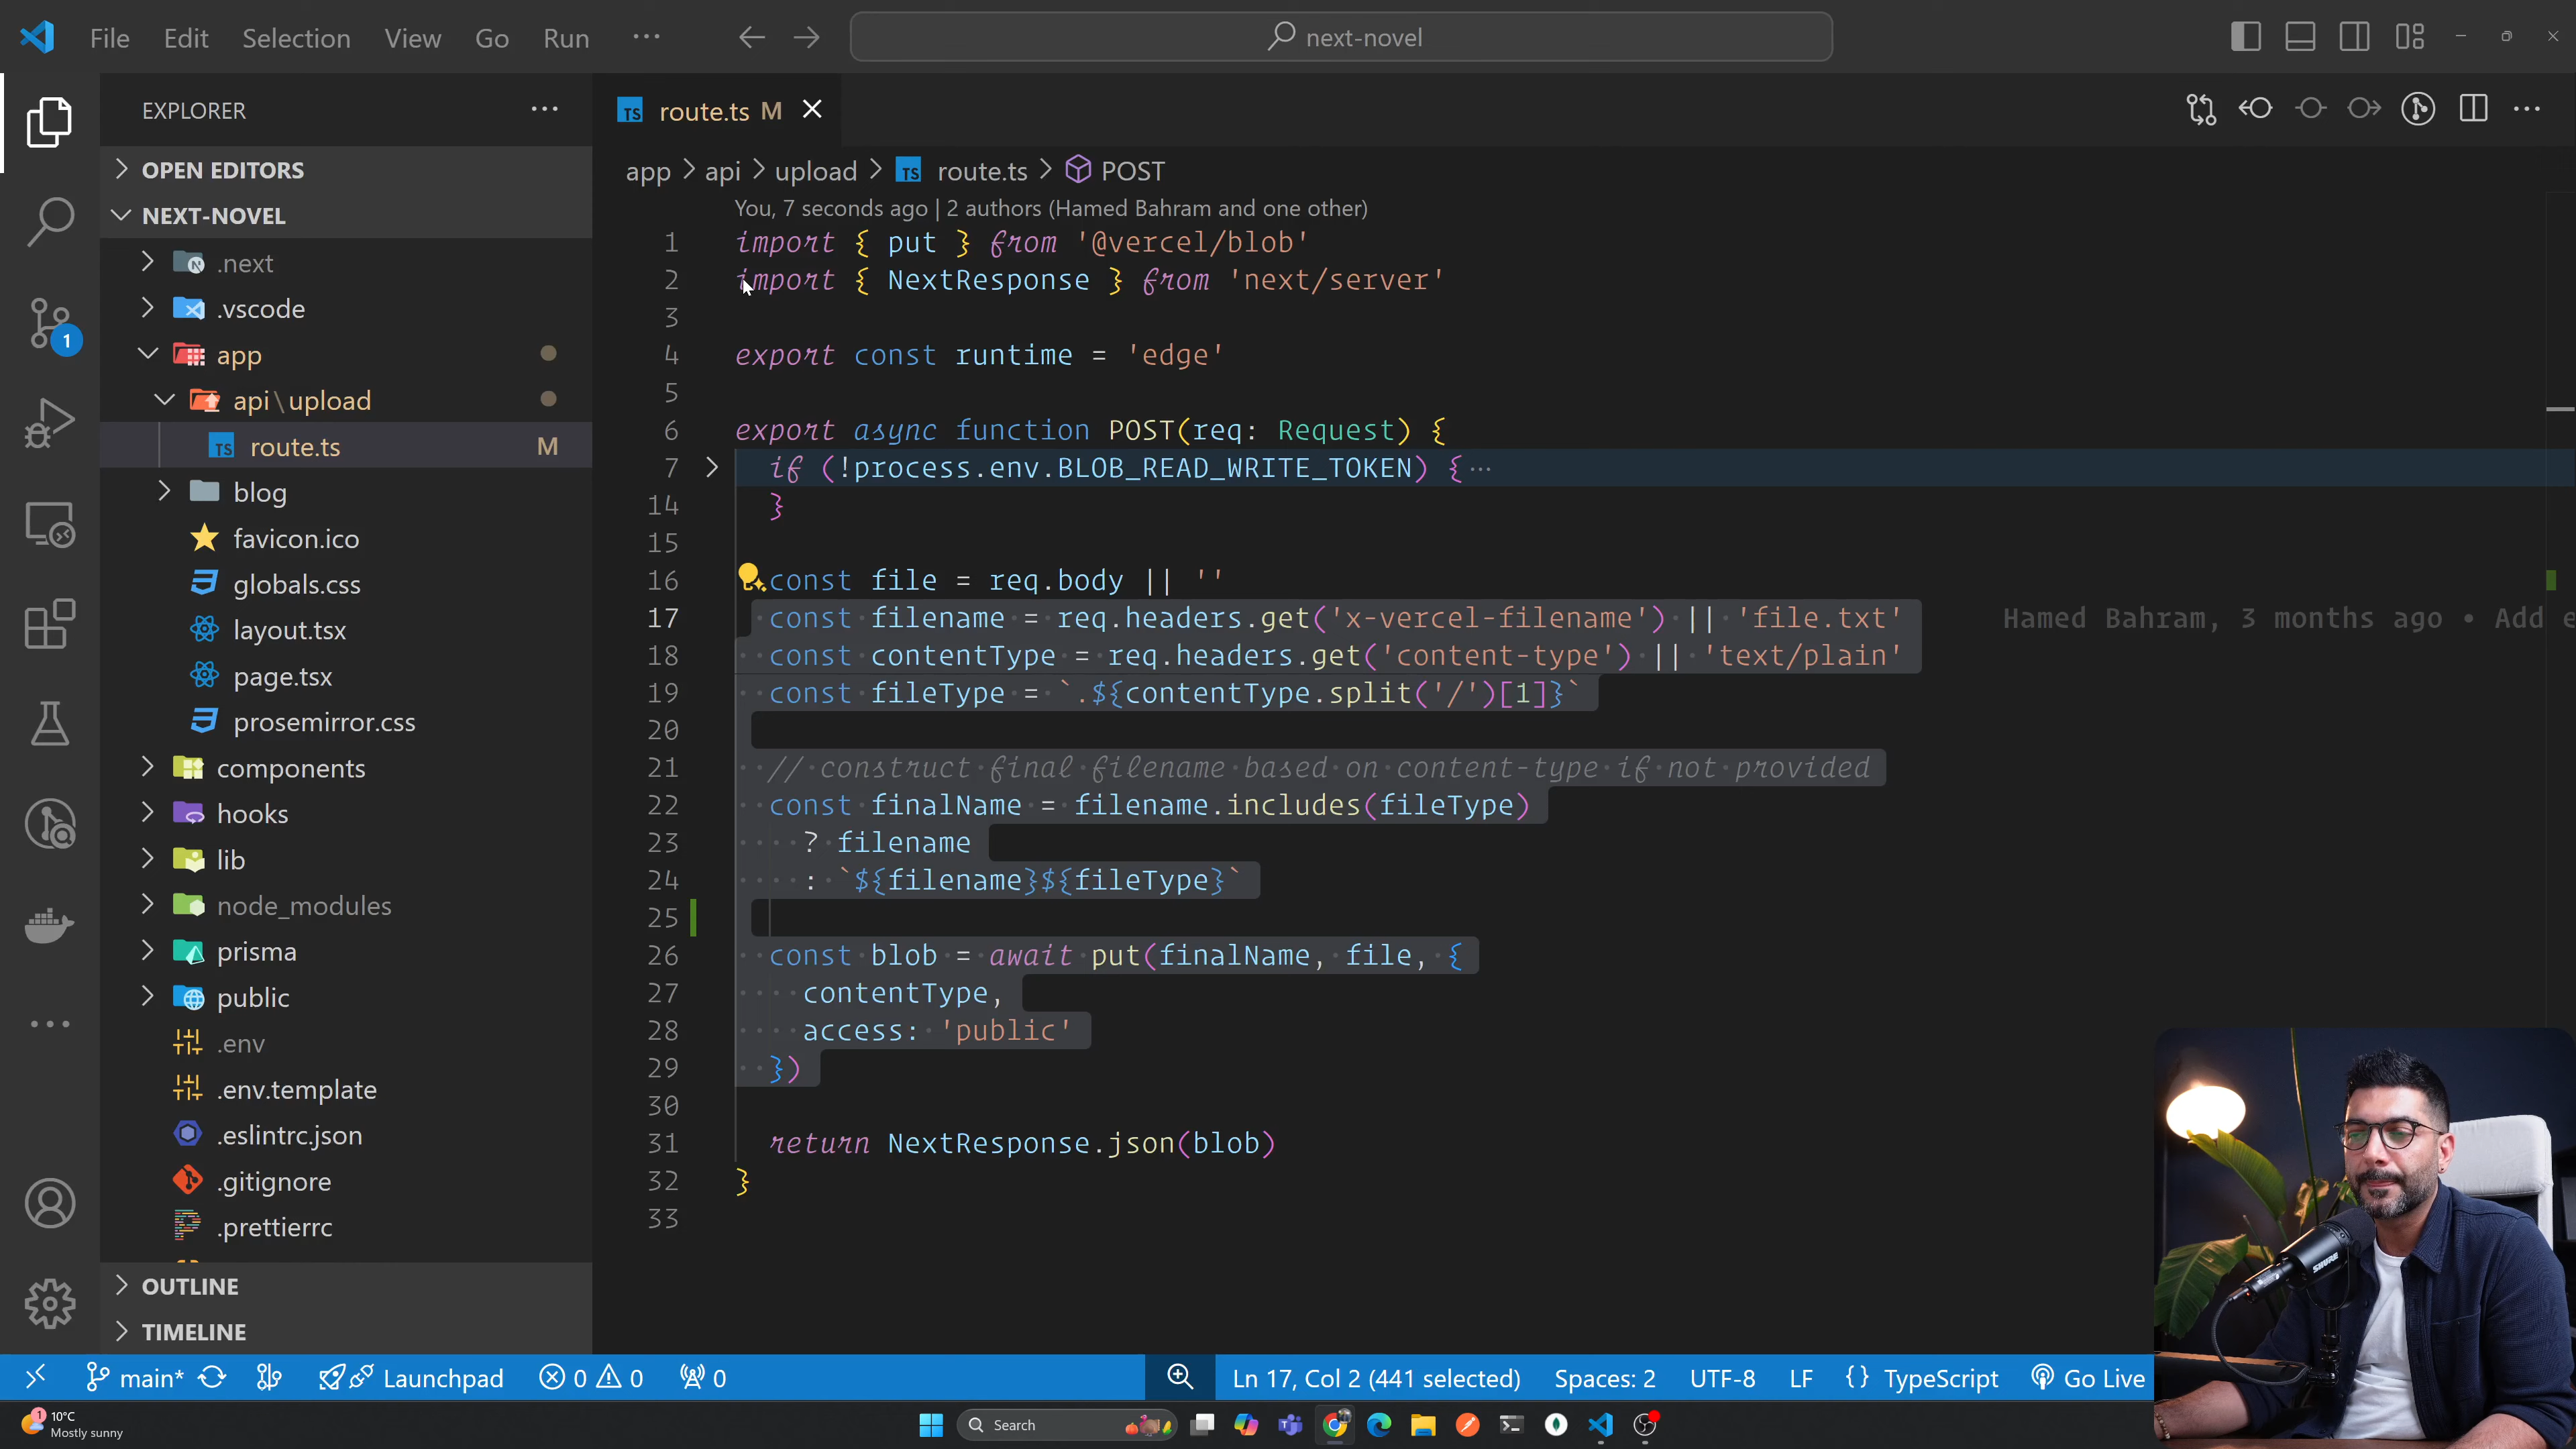 File Edit Selection View Go Run ···
next-novel
EXPLORER ···
OPEN EDITORS
NEXT-NOVEL
.next
.vscode
app
api\upload
TS route.ts M
blog
favicon.ico
globals.css
layout.tsx
page.tsx
prosemirror.css
components
hooks
lib
node_modules
prisma
public
.env
.env.template
.eslintrc.json
.gitignore
.prettierrc
OUTLINE
TIMELINE
1
TS route.ts M
app > api > upload > TS route.ts > POST
You, 7 seconds ago | 2 authors (Hamed Bahram and one other)
1 import { put } from '@vercel/blob'
2 import { NextResponse } from 'next/server'
3
4 export const runtime = 'edge'
5
6 export async function POST(req: Request) {
7 if (!process.env.BLOB_READ_WRITE_TOKEN) {···
14 }
15
16 const file = req.body || ''
17 const filename = req.headers.get('x-vercel-filename') || 'file.txt' Hamed Bahram, 3 months ago • Add
18 const contentType = req.headers.get('content-type') || 'text/plain'
19 const fileType = `.${contentType.split('/')[1]}`
20
21 // construct final filename based on content-type if not provided
22 const finalName = filename.includes(fileType)
23 ? filename
24 : `${filename}${fileType}`
25
26 const blob = await put(finalName, file, {
27 contentType,
28 access: 'public'
29 })
30
31 return NextResponse.json(blob)
32 }
33
main* Launchpad 0 0 0 Ln 17, Col 2 (441 selected) Spaces: 2 UTF-8 LF {} TypeScript Go Live
1 10°C
Mostly sunny
Search
SHURE